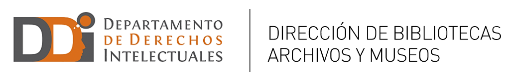 DDi DEPARTAMENTO
DE DERECHOS
INTELECTUALES
DIRECCIÓN DE BIBLIOTECAS
ARCHIVOS Y MUSEOS